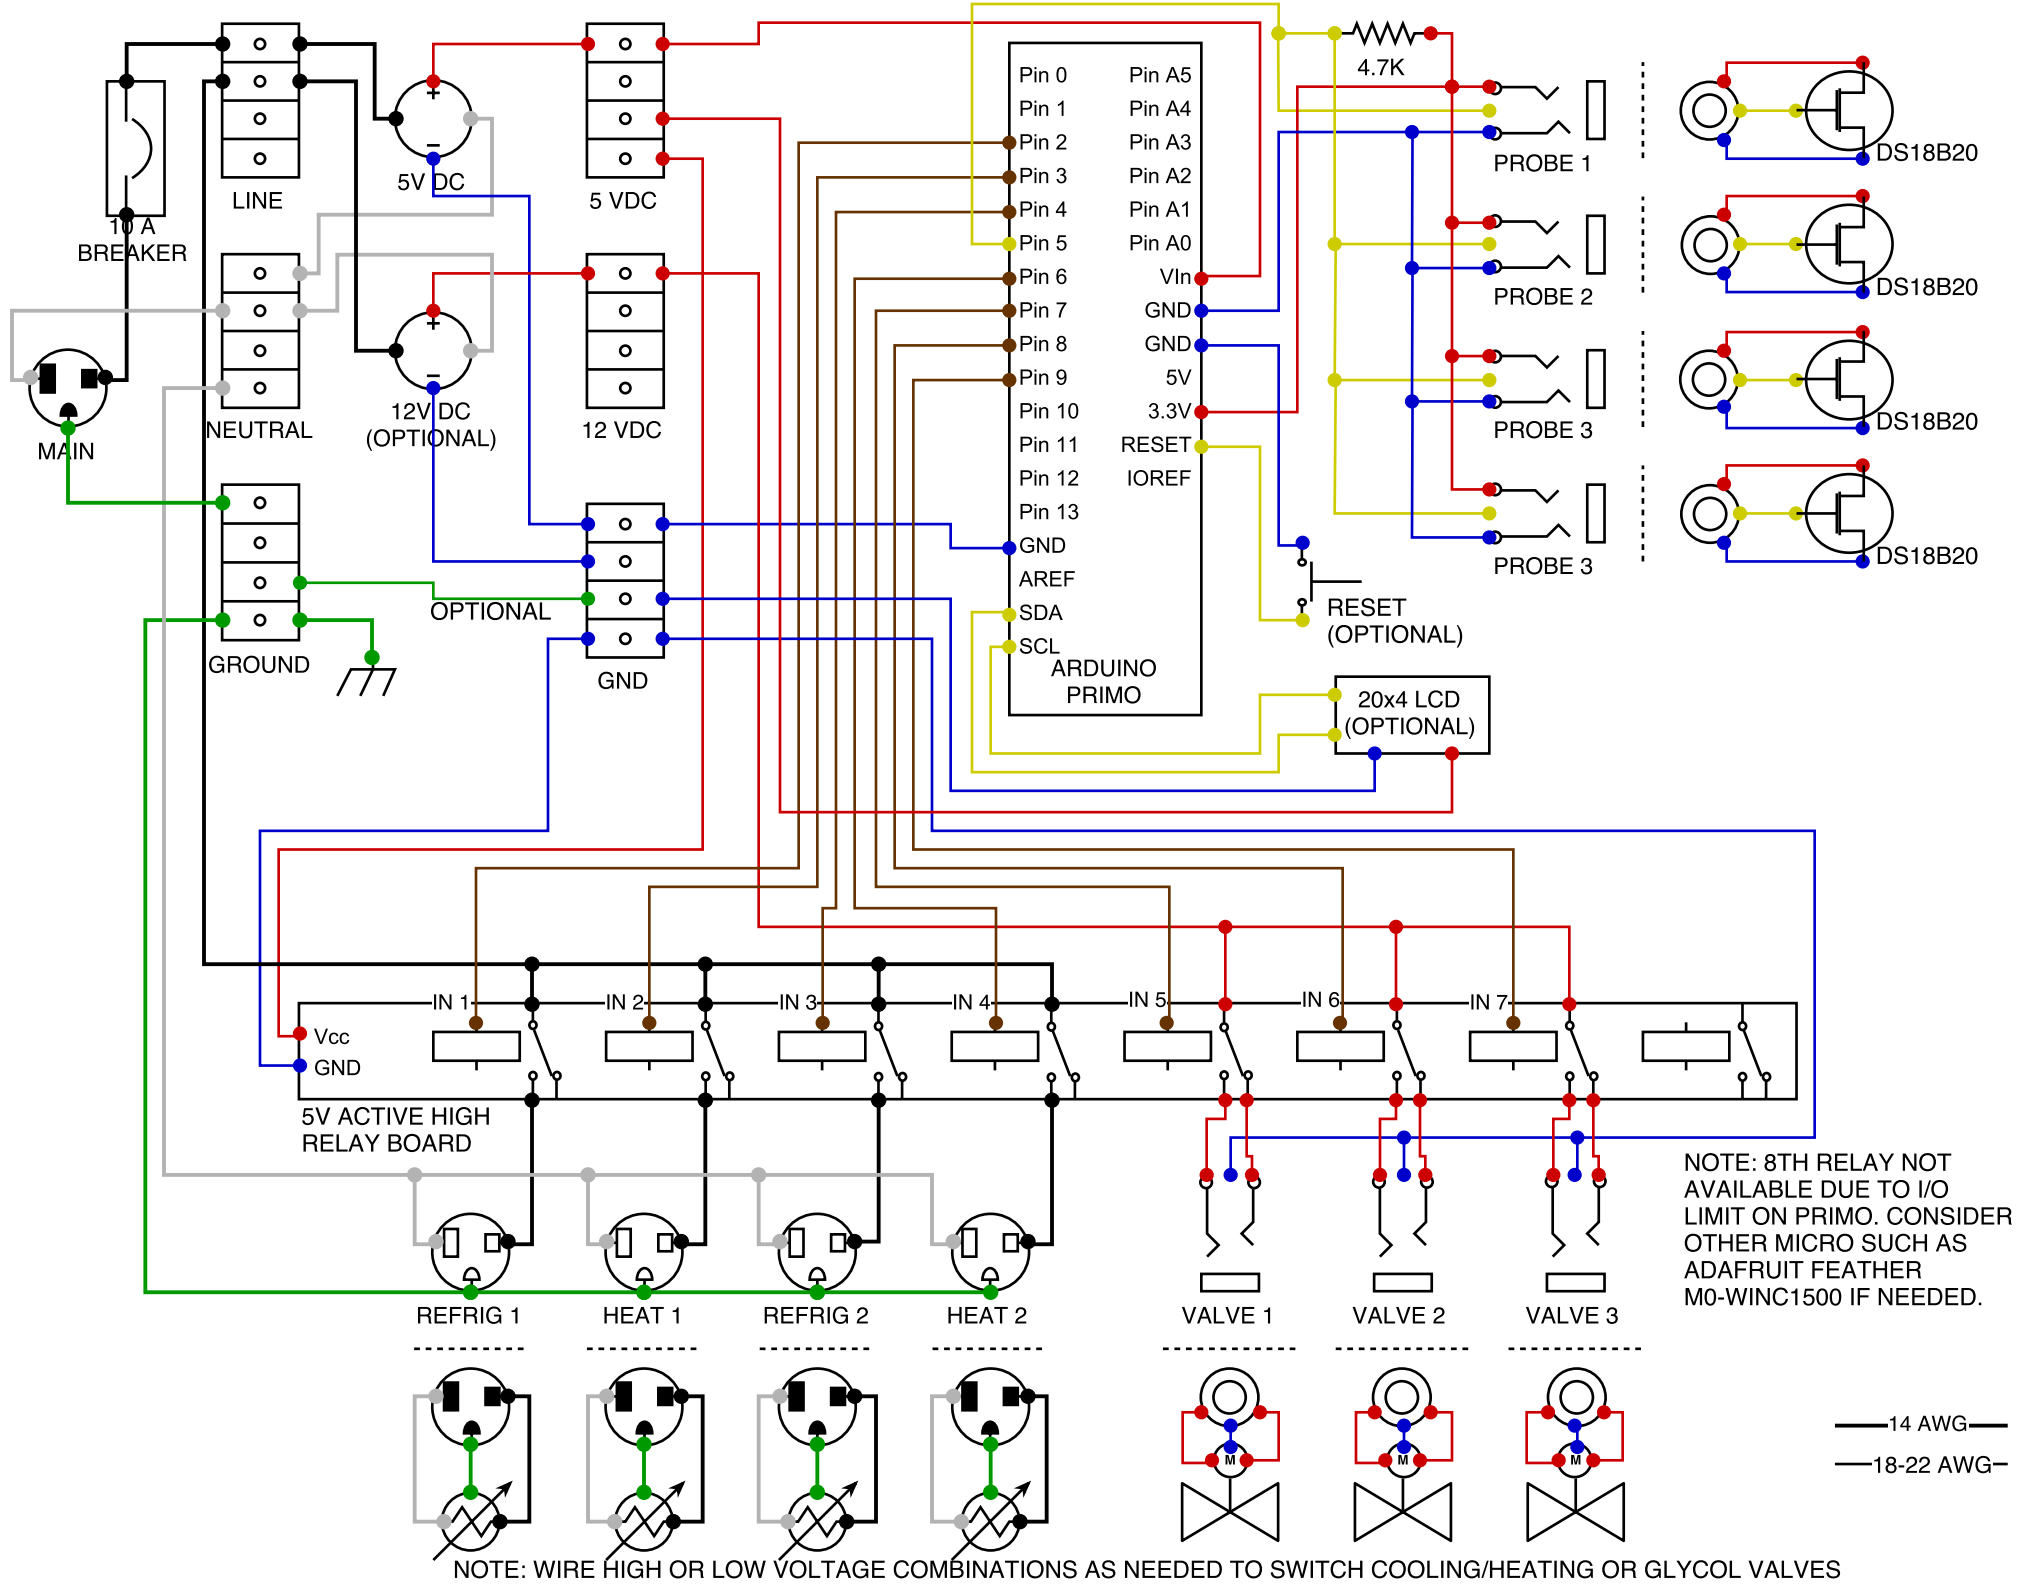 LINE
10 A
BREAKER
5V DC
+
–
5 VDC
NEUTRAL
MAIN
+
–
12V DC
(OPTIONAL)
12 VDC
GROUND
OPTIONAL
GND
Pin 0
Pin 1
Pin 2
Pin 3
Pin 4
Pin 5
Pin 6
Pin 7
Pin 8
Pin 9
Pin 10
Pin 11
Pin 12
Pin 13
GND
AREF
SDA
SCL
Pin A5
Pin A4
Pin A3
Pin A2
Pin A1
Pin A0
VIn
GND
GND
5V
3.3V
RESET
IOREF
ARDUINO
PRIMO
4.7K
PROBE 1
DS18B20
PROBE 2
DS18B20
PROBE 3
DS18B20
PROBE 3
DS18B20
RESET
(OPTIONAL)
20x4 LCD
(OPTIONAL)
IN 1
IN 2
IN 3
IN 4
IN 5
IN 6
IN 7
Vcc
GND
5V ACTIVE HIGH
RELAY BOARD
NOTE: 8TH RELAY NOT
AVAILABLE DUE TO I/O
LIMIT ON PRIMO. CONSIDER
OTHER MICRO SUCH AS
ADAFRUIT FEATHER
M0-WINC1500 IF NEEDED.
REFRIG 1
HEAT 1
REFRIG 2
HEAT 2
VALVE 1
VALVE 2
VALVE 3
M
M
M
14 AWG
18-22 AWG
NOTE: WIRE HIGH OR LOW VOLTAGE COMBINATIONS AS NEEDED TO SWITCH COOLING/HEATING OR GLYCOL VALVES